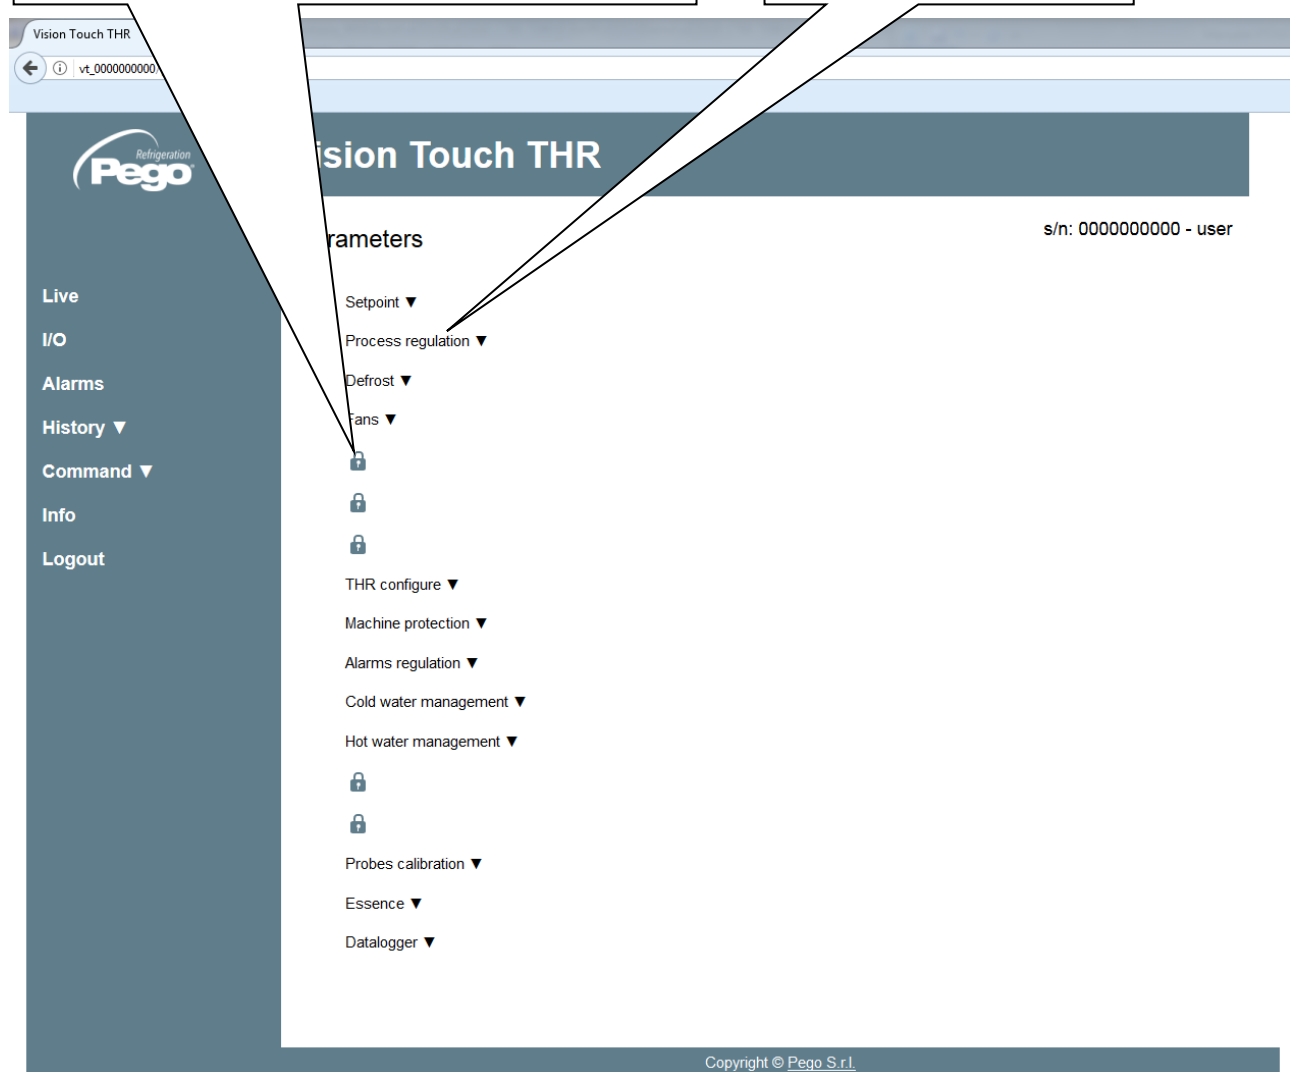 Vision Touch THR
vt_0000000000
Refrigeration
Pego
ision Touch THR
rameters
s/n: 0000000000 - user
Live
I/O
Alarms
History ▼
Command ▼
Info
Logout
Setpoint ▼
Process regulation ▼
Defrost ▼
Fans ▼
THR configure ▼
Machine protection ▼
Alarms regulation ▼
Cold water management ▼
Hot water management ▼
Probes calibration ▼
Essence ▼
Datalogger ▼
Copyright © Pego S.r.l.